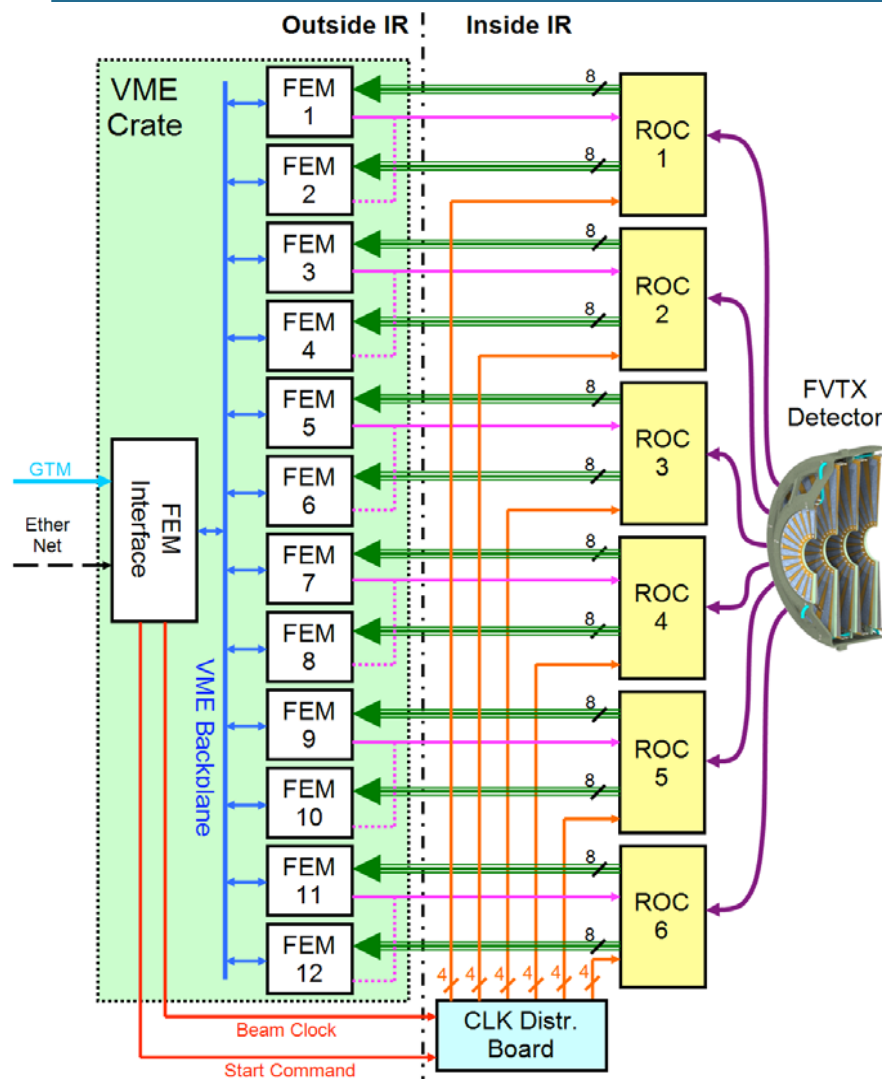 Outside IR
Inside IR
VME
Crate
FEM
1
FEM
2
FEM
3
FEM
4
FEM
5
FEM
6
FEM
7
FEM
8
FEM
9
FEM
10
FEM
11
FEM
12
8
8
8
8
8
8
8
8
8
8
8
8
ROC
1
ROC
2
ROC
3
ROC
4
ROC
5
ROC
6
FVTX
Detector
GTM
Ether
Net
FEM
Interface
VME Backplane
4
4
4
4
4
4
CLK Distr.
Board
Beam Clock
Start Command